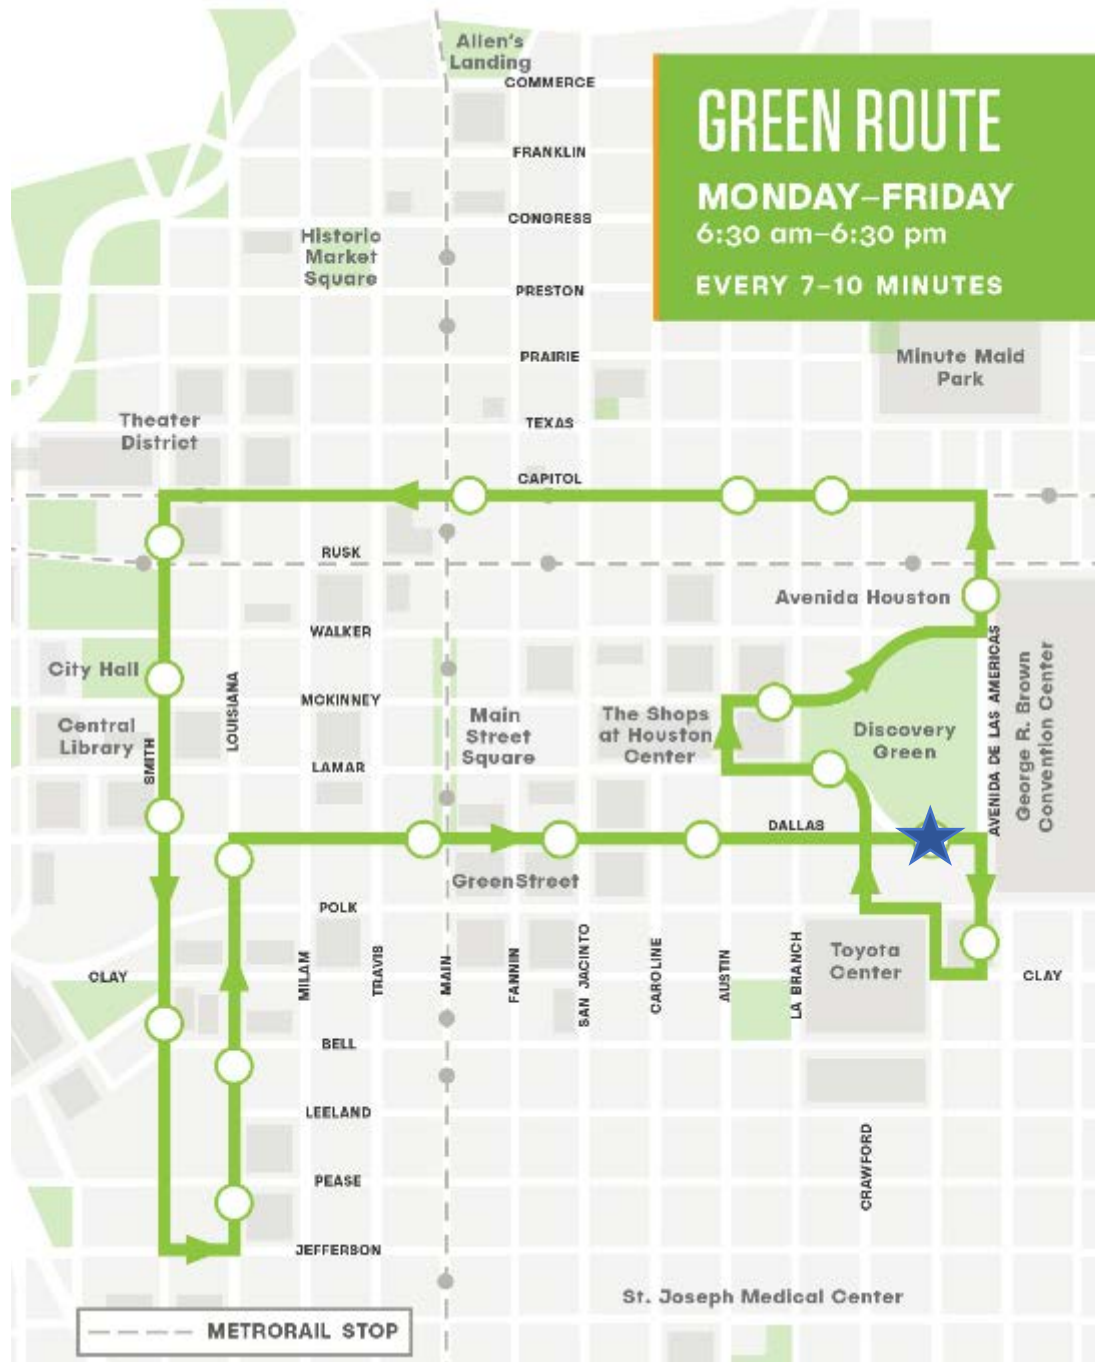 Allen's
Landing
COMMERCE
GREEN ROUTE
MONDAY–FRIDAY
6:30 am–6:30 pm
EVERY 7–10 MINUTES
FRANKLIN
CONGRESS
Historic
Market
Square
PRESTON
PRAIRIE
Minute Maid
Park
Theater
District
TEXAS
CAPITOL
RUSK
Avenida Houston
WALKER
City Hall
LOUISIANA
MCKINNEY
Central
Library
SMITH
Main
Street
Square
The Shops
at Houston
Center
Discovery
Green
AVENIDA DE LAS AMERICAS
George R. Brown
Convention Center
LAMAR
DALLAS
GreenStreet
POLK
CLAY
MILAM
TRAVIS
MAIN
FANNIN
SAN JACINTO
CAROLINE
AUSTIN
LA BRANCH
Toyota
Center
CLAY
BELL
LEELAND
CRAWFORD
PEASE
JEFFERSON
St. Joseph Medical Center
METRORAIL STOP